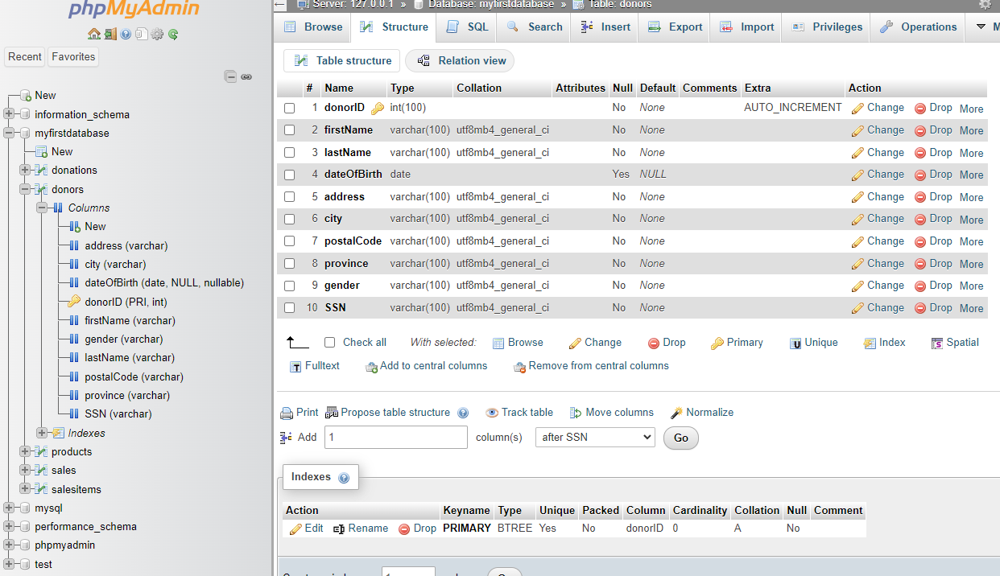 phpMyAdmin
Recent Favorites
New
information_schema
myfirstdatabase
New
donations
donors
Columns
New
address (varchar)
city (varchar)
dateOfBirth (date, NULL, nullable)
donorID (PRI, int)
firstName (varchar)
gender (varchar)
lastName (varchar)
postalCode (varchar)
province (varchar)
SSN (varchar)
Indexes
products
sales
salesitems
mysql
performance_schema
phpmyadmin
test
Server: 127.0.0.1 » Database: myfirstdatabase » Table: donors
Browse Structure SQL Search Insert Export Import Privileges Operations
Table structure Relation view
# Name Type Collation Attributes Null Default Comments Extra Action
1 donorID int(100) No None AUTO_INCREMENT Change Drop More
2 firstName varchar(100) utf8mb4_general_ci No None Change Drop More
3 lastName varchar(100) utf8mb4_general_ci No None Change Drop More
4 dateOfBirth date Yes NULL Change Drop More
5 address varchar(100) utf8mb4_general_ci No None Change Drop More
6 city varchar(100) utf8mb4_general_ci No None Change Drop More
7 postalCode varchar(100) utf8mb4_general_ci No None Change Drop More
8 province varchar(100) utf8mb4_general_ci No None Change Drop More
9 gender varchar(100) utf8mb4_general_ci No None Change Drop More
10 SSN varchar(100) utf8mb4_general_ci No None Change Drop More
Check all With selected: Browse Change Drop Primary Unique Index Spatial
Fulltext Add to central columns Remove from central columns
Print Propose table structure Track table Move columns Normalize
Add 1 column(s) after SSN Go
Indexes
Action Keyname Type Unique Packed Column Cardinality Collation Null Comment
Edit Rename Drop PRIMARY BTREE Yes No donorID 0 A No